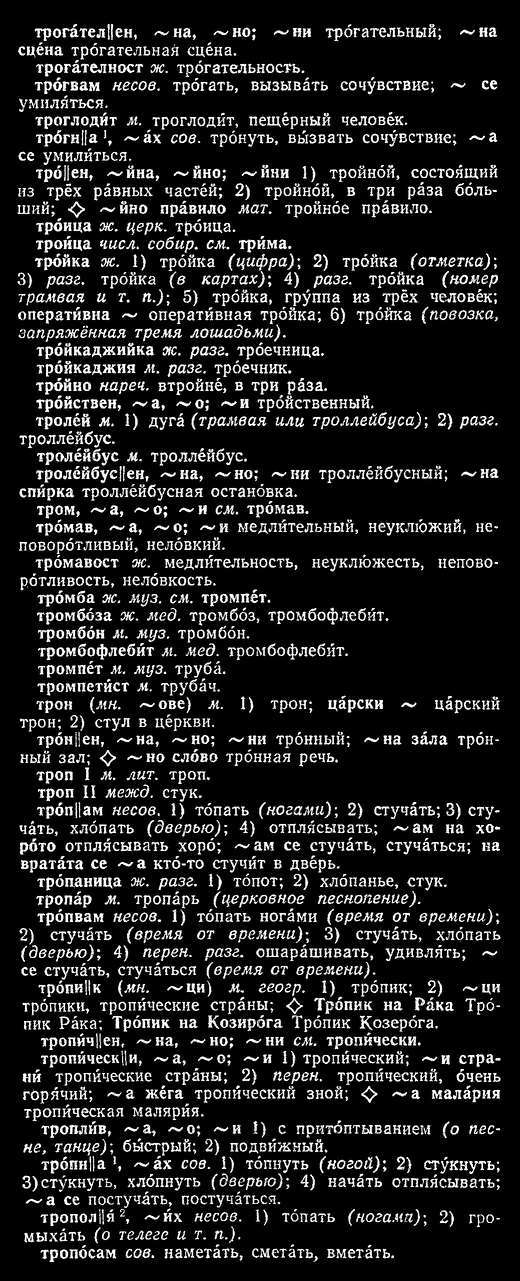 трога́тел||ен, ~на, ~но; ~ни тро́гательный; ~на
сце́на тро́гательная сце́на.
трога́телност ж. тро́гательность.
тро́гвам несов. тро́гать, вызыва́ть сочу́вствие; ~ се
умиля́ться.
троглоди́т м. троглоди́т, пеще́рный челове́к.
тро́гн||а ¹, ~ах сов. тро́нуть, вы́звать сочу́вствие; ~а
се умили́ться.
тро́||ен, ~йна, ~йно; ~йни 1) тройно́й, состоя́щий
из трёх ра́вных часте́й; 2) тройно́й, в три ра́за бо́ль-
ший; ◇ ~йно пра́вило мат. тройно́е пра́вило.
тро́ица ж. церк. тро́ица.
трои́ца числ. собир. см. три́ма.
тро́йка ж. 1) тро́йка (цифра); 2) тро́йка (отметка);
3) разг. тро́йка (в картах); 4) разг. тро́йка (номер
трамвая и т. п.); 5) тро́йка, гру́ппа из трёх челове́к;
операти́вна ~ операти́вная тро́йка; 6) тро́йка (повозка,
запряжённая тремя лошадьми).
тро́йкаджийка ж. разг. тро́ечница.
тро́йкаджия м. разг. тро́ечник.
тро́йно нареч. втройне́, в три ра́за.
тро́йствен, ~а, ~о; ~и тро́йственный.
троле́й м. 1) дуга́ (трамвая или троллейбуса); 2) разг.
тролле́йбус.
троле́йбус м. тролле́йбус.
троле́йбус||ен, ~на, ~но; ~ни тролле́йбусный; ~на
спи́рка тролле́йбусная остано́вка.
тром, ~а, ~о; ~и см. тро́мав.
тро́мав, ~а, ~о; ~и медли́тельный, неуклю́жий, не-
поворо́тливый, нело́вкий.
тро́мавост ж. медли́тельность, неуклю́жесть, непово-
ро́тливость, нело́вкость.
тро́мба ж. муз. см. тромпе́т.
тромбо́за ж. мед. тромбо́з, тромбофлеби́т.
тромбо́н м. муз. тромбо́н.
тромбофлеби́т м. мед. тромбофлеби́т.
тромпе́т м. муз. труба́.
тромпети́ст м. труба́ч.
трон (мн. ~ове) м. 1) трон; ца́рски ~ ца́рский
трон; 2) стул в це́ркви.
тро́н||ен, ~на, ~но; ~ни тро́нный; ~на за́ла тро́н-
ный зал; ◇ ~но сло́во тро́нная речь.
троп I м. лит. троп.
троп II межд. стук.
тро́п||ам несов. 1) то́пать (ногами); 2) стуча́ть; 3) сту-
ча́ть, хло́пать (дверью); 4) отпля́сывать; ~ам на хо-
ро́то отпля́сывать хоро́; ~ам се стуча́ть, стуча́ться; на
врата́та се ~а кто́-то стучи́т в дверь.
тро́паница ж. разг. 1) то́пот; 2) хло́панье, стук.
тропа́р м. тропа́рь (церковное песнопение).
тро́пвам несов. 1) то́пать нога́ми (время от времени);
2) стуча́ть (время от времени); 3) стуча́ть, хло́пать
(дверью); 4) перен. разг. ошара́шивать, удивля́ть; ~
се стуча́ть, стуча́ться (время от времени).
тро́пи||к (мн. ~ци) м. геогр. 1) тро́пик; 2) ~ци
тро́пики, тропи́ческие стра́ны; ◇ Тро́пик на Ра́ка Тро́-
пик Ра́ка; Тро́пик на Козиро́га Тро́пик Козеро́га.
тропи́ч||ен, ~на, ~но; ~ни см. тропи́чески.
тропи́ческ||и, ~а, ~о; ~и 1) тропи́ческий; ~и стра-
ни́ тропи́ческие стра́ны; 2) перен. тропи́ческий, о́чень
горя́чий; ~а же́га тропи́ческий зной; ◇ ~а мала́рия
тропи́ческая маляри́я.
тропли́в, ~а, ~о; ~и 1) с прито́птыванием (о пес-
не, танце); бы́стрый; 2) подви́жный.
тро́пн||а ¹, ~ах сов. 1) то́пнуть (ногой); 2) сту́кнуть;
3) сту́кнуть, хло́пнуть (дверью); 4) нача́ть отпля́сывать;
~а се постуча́ть, постуча́ться.
тропол||я́ ², ~и́х несов. 1) то́пать (ногами); 2) гро-
мыха́ть (о телеге и т. п.).
тропо́сам сов. намета́ть, смета́ть, вмета́ть.